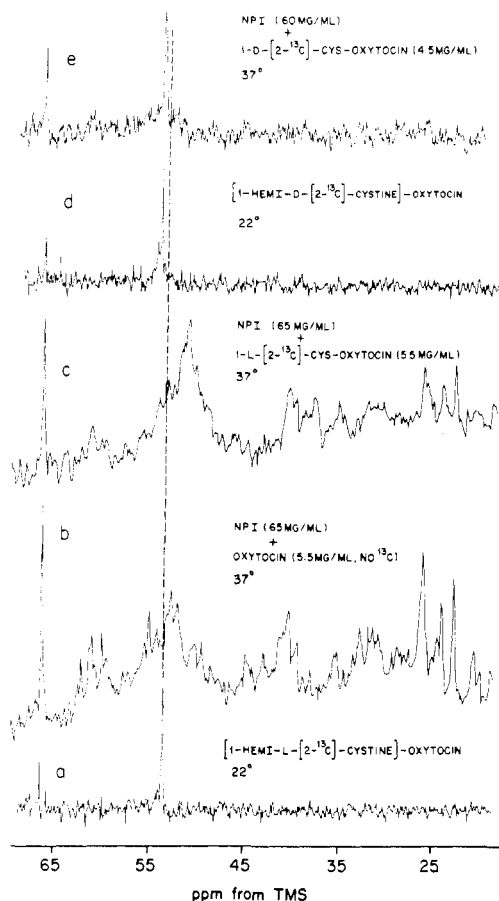 e
NPI (60MG/ML)
+
1-D-[2-¹³C]-CYS-OXYTOCIN (4.5MG/ML)
37°
d
[1-HEMI-D-[2-¹³C]-CYSTINE]-OXYTOCIN
22°
c
NPI (65MG/ML)
+
1-L-[2-¹³C]-CYS-OXYTOCIN (5.5MG/ML)
37°
b
NPI (65MG/ML)
+
OXYTOCIN (5.5MG/ML, NO ¹³C)
37°
a
[1-HEMI-L-[2-¹³C]-CYSTINE]-OXYTOCIN
22°
65 55 45 35 25
ppm from TMS